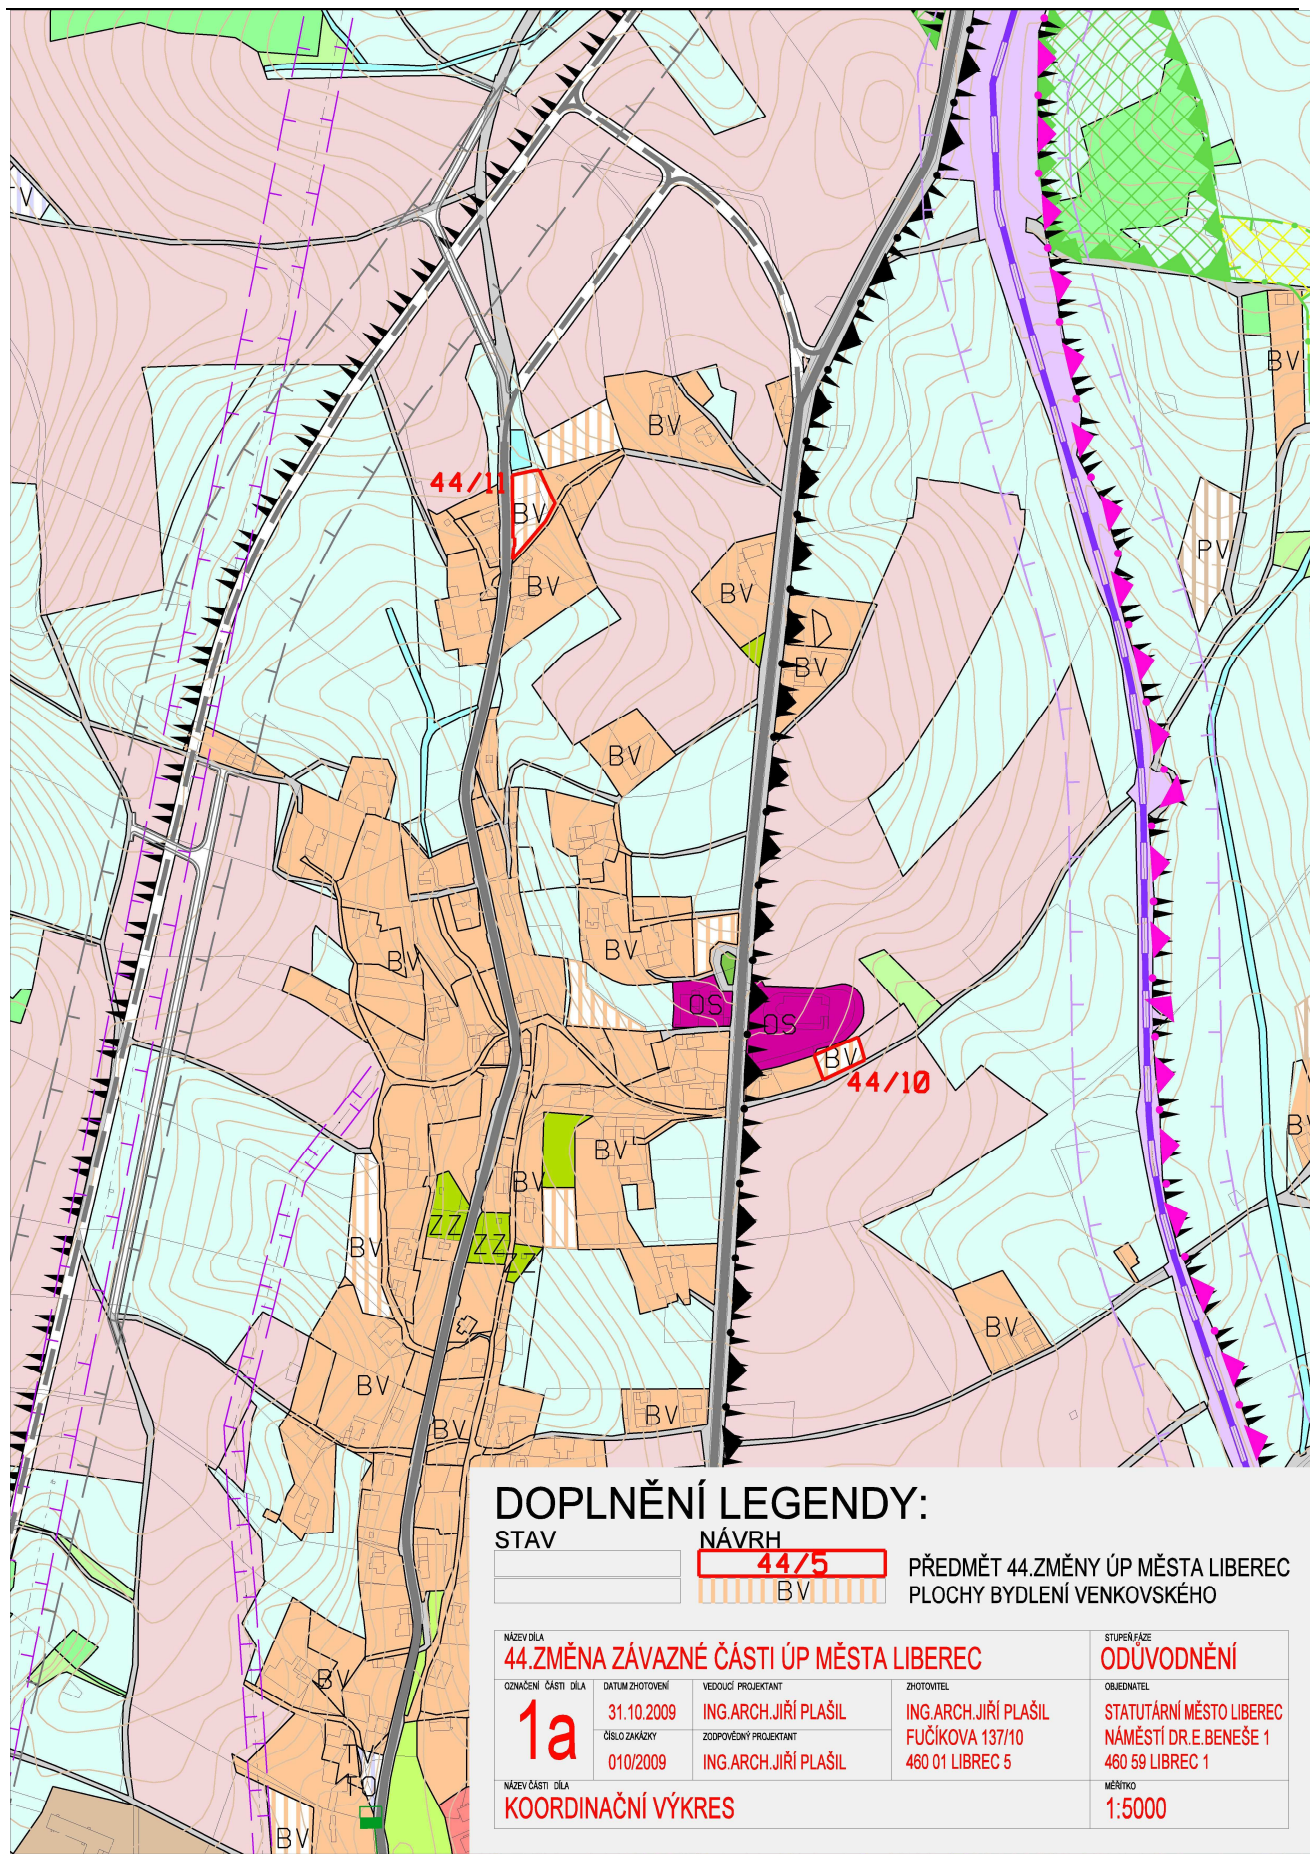 V
BV
BV
44/11
BV
BV
PV
BV
BV
BV
BV
BV
OS
OS
BV
44/10
BV
BV
BV
ZZ
ZZ
ZZ
BV
BV
BV
BV
BV
BV
TV
TO
BV
DOPLNĚNÍ LEGENDY:
STAV NÁVRH
44/5 PŘEDMĚT 44.ZMĚNY ÚP MĚSTA LIBEREC
BV PLOCHY BYDLENÍ VENKOVSKÉHO
NÁZEV DÍLA
44.ZMĚNA ZÁVAZNÉ ČÁSTI ÚP MĚSTA LIBEREC
STUPEŇ,FÁZE
ODŮVODNĚNÍ
OZNAČENÍ ČÁSTI DÍLA
1a
DATUM ZHOTOVENÍ
31.10.2009
ČÍSLO ZAKÁZKY
010/2009
VEDOUCÍ PROJEKTANT
ING.ARCH.JIŘÍ PLAŠIL
ZODPOVĚDNÝ PROJEKTANT
ING.ARCH.JIŘÍ PLAŠIL
ZHOTOVITEL
ING.ARCH.JIŘÍ PLAŠIL
FUČÍKOVA 137/10
460 01 LIBREC 5
OBJEDNATEL
STATUTÁRNÍ MĚSTO LIBEREC
NÁMĚSTÍ DR.E.BENEŠE 1
460 59 LIBREC 1
NÁZEV ČÁSTI DÍLA
KOORDINAČNÍ VÝKRES
MĚŘÍTKO
1:5000